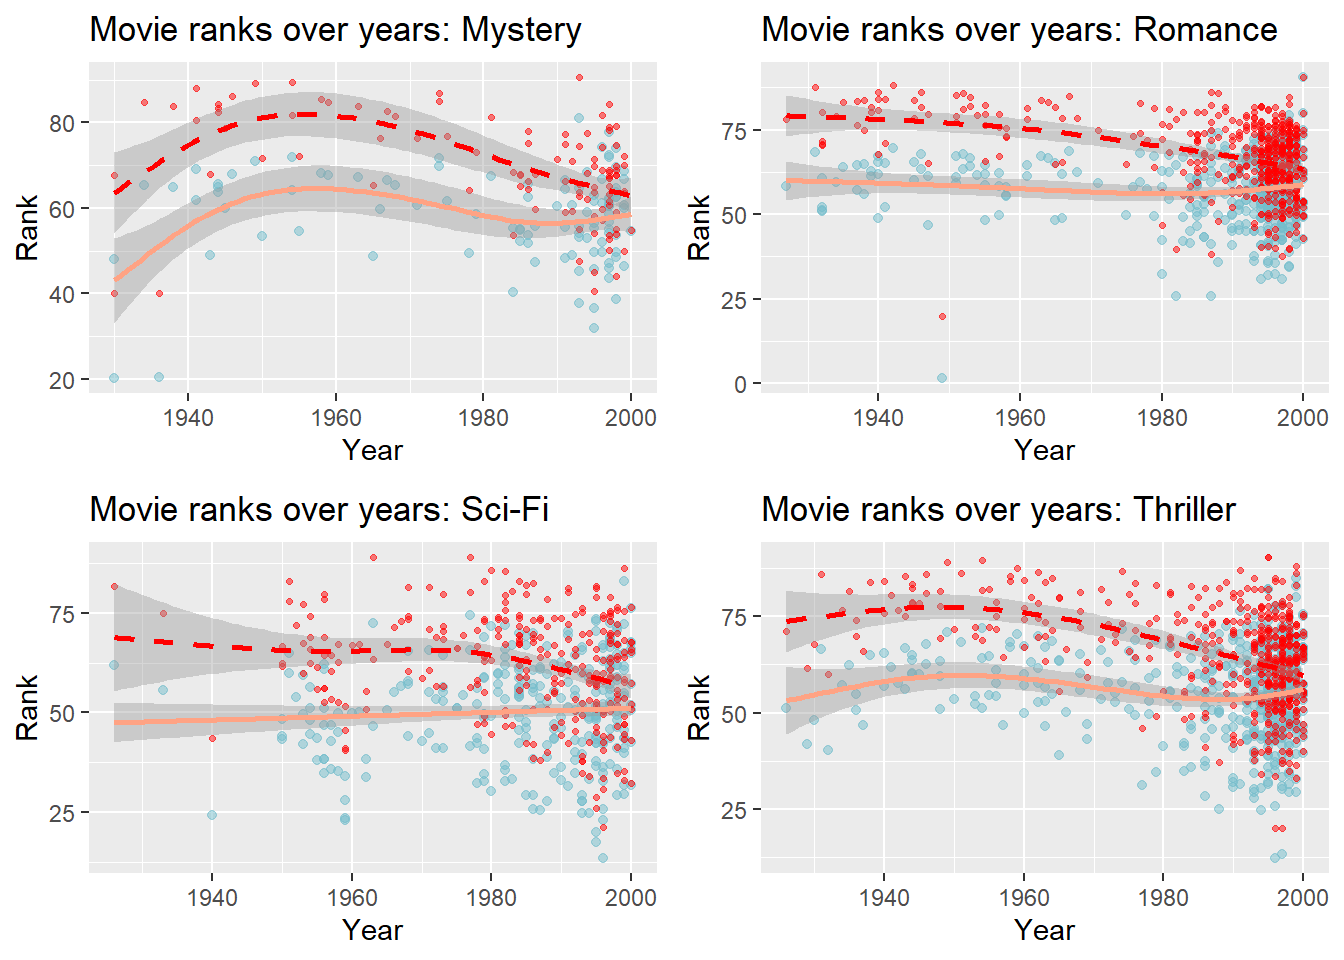 Movie ranks over years: Mystery
Rank
80
60
40
20
1940 1960 1980 2000
Year
Movie ranks over years: Romance
Rank
75
50
25
0
1940 1960 1980 2000
Year
Movie ranks over years: Sci-Fi
Rank
75
50
25
1940 1960 1980 2000
Year
Movie ranks over years: Thriller
Rank
75
50
25
1940 1960 1980 2000
Year